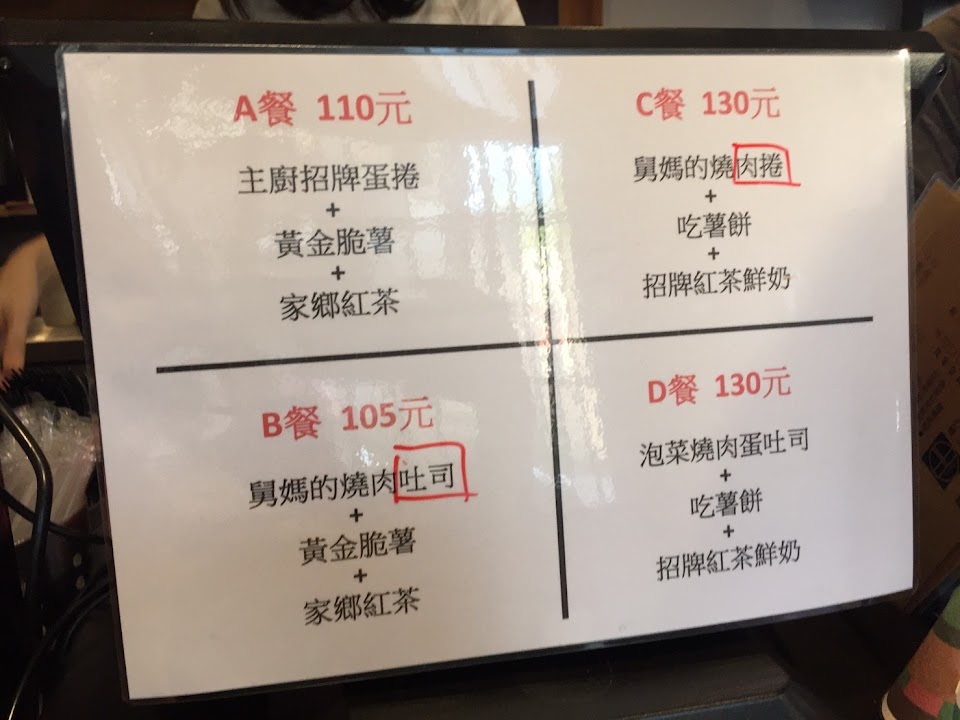 A餐 110元
主廚招牌蛋捲
+
黃金脆薯
+
家鄉紅茶
C餐 130元
舅媽的燒肉捲
+
吃薯餅
+
招牌紅茶鮮奶
B餐 105元
舅媽的燒肉吐司
+
黃金脆薯
+
家鄉紅茶
D餐 130元
泡菜燒肉蛋吐司
+
吃薯餅
+
招牌紅茶鮮奶